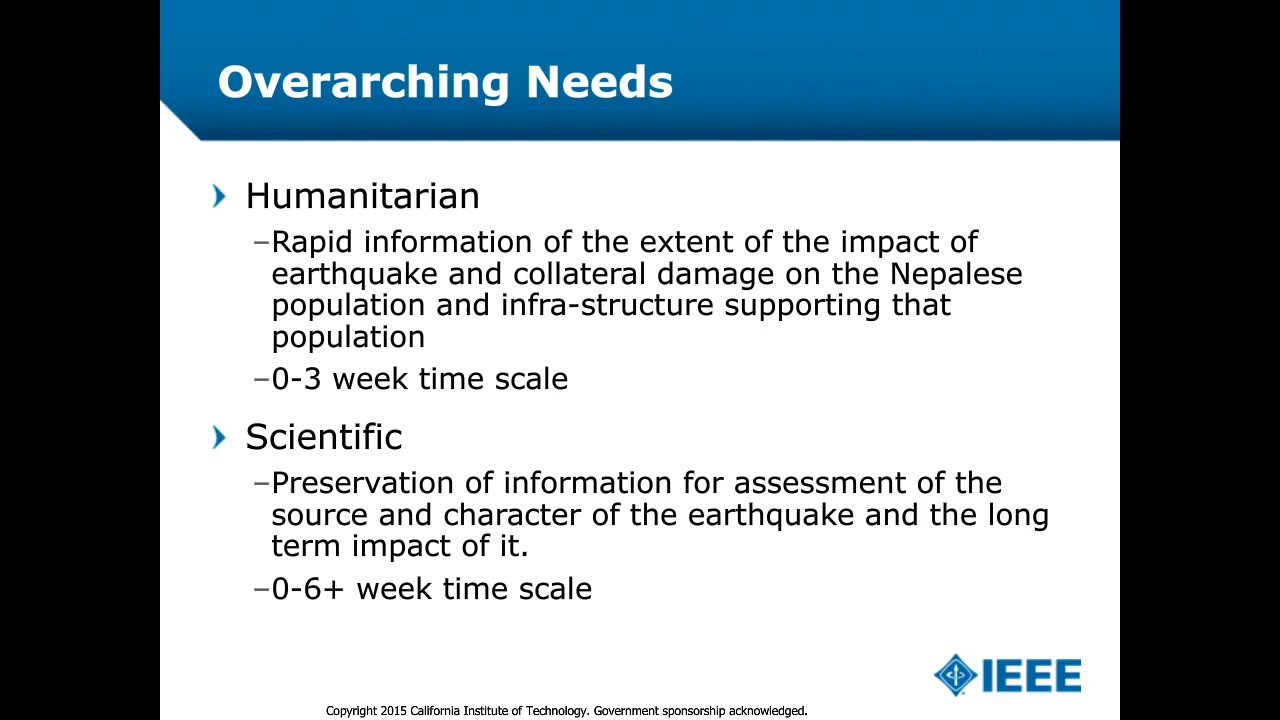 Overarching Needs
Humanitarian
–Rapid information of the extent of the impact of
earthquake and collateral damage on the Nepalese
population and infra-structure supporting that
population
–0-3 week time scale
Scientific
–Preservation of information for assessment of the
source and character of the earthquake and the long
term impact of it.
–0-6+ week time scale
IEEE
Copyright 2015 California Institute of Technology. Government sponsorship acknowledged.